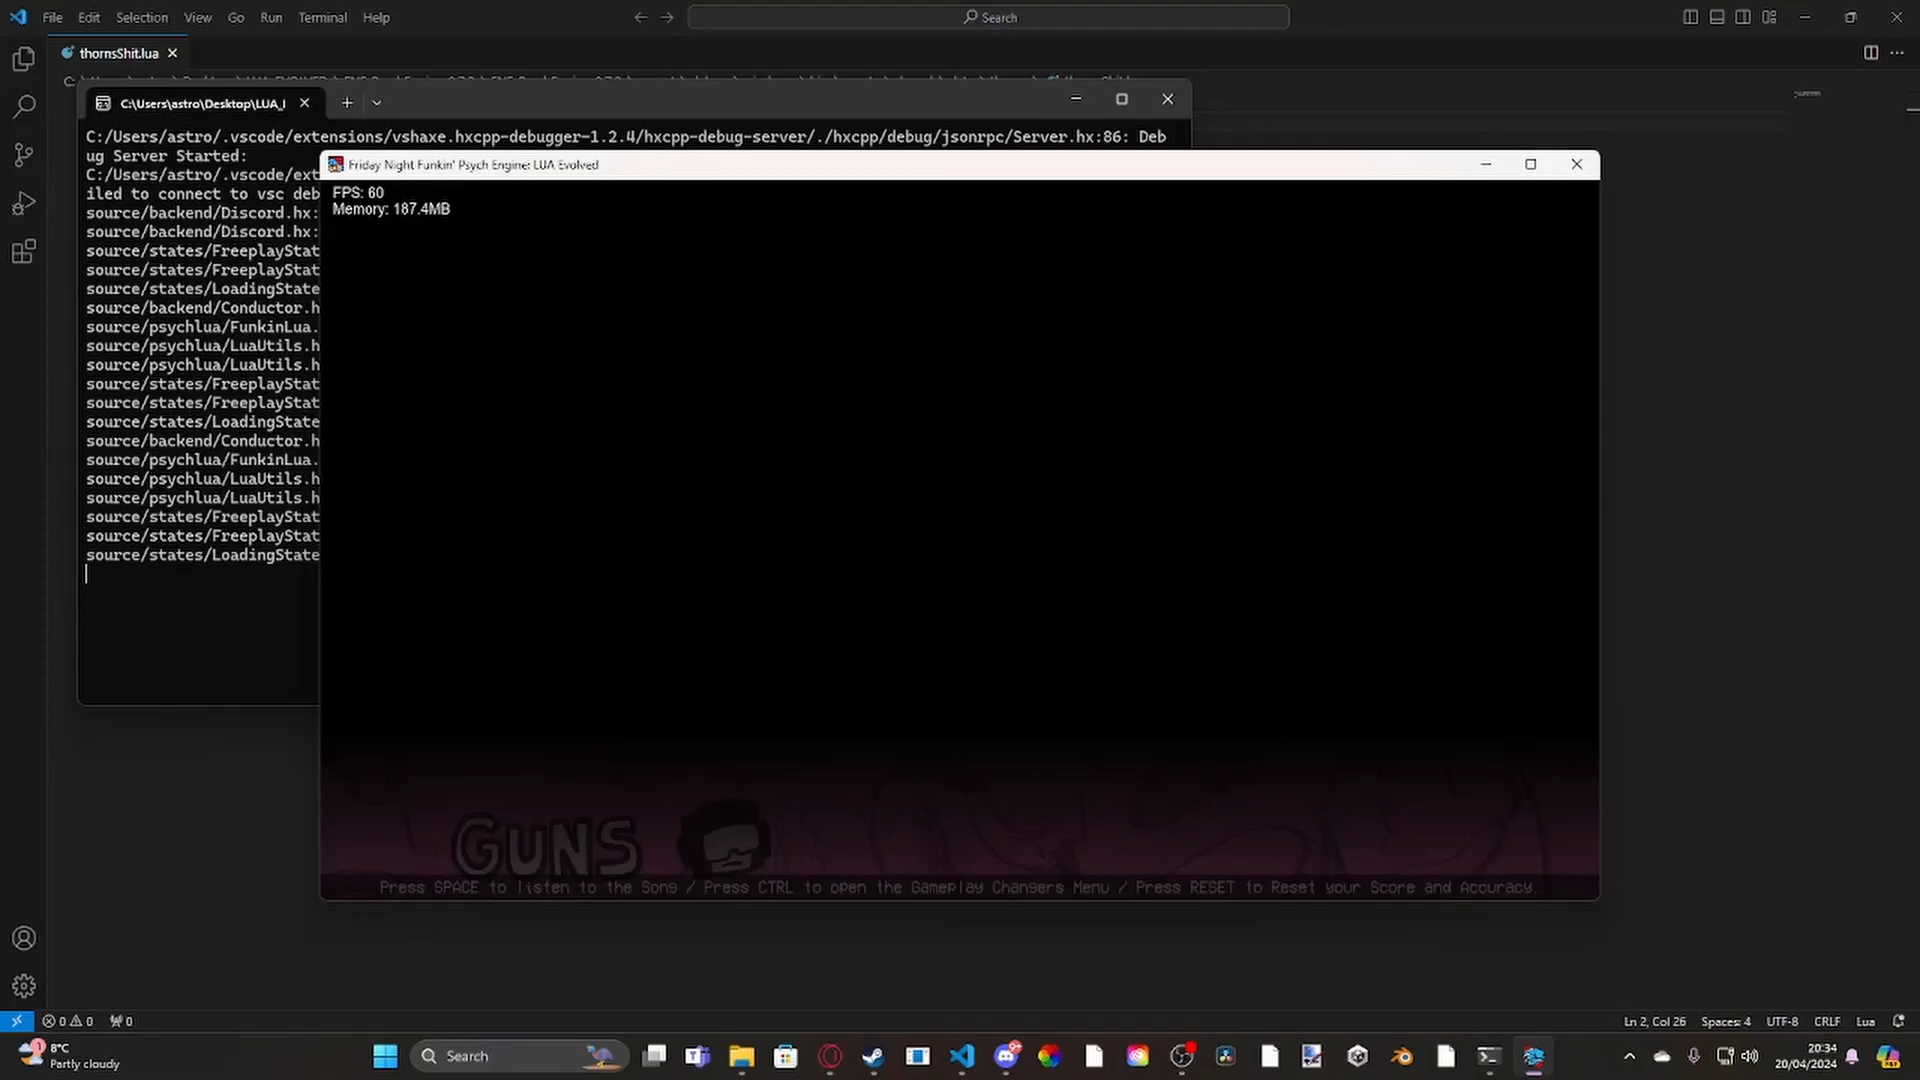 File Edit Selection View Go Run Terminal Help
Search
thornsShit.lua
C:\Users\astro\Desktop\LUA_I
C:/Users/astro/.vscode/extensions/vshaxe.hxcpp-debugger-1.2.4/hxcpp-debug-server/./hxcpp/debug/jsonrpc/Server.hx:86: Deb
ug Server Started:
Friday Night Funkin' Psych Engine: LUA Evolved
C:/Users/astro/.vscode/ext
iled to connect to vsc deb
FPS: 60
Memory: 187.4MB
source/backend/Discord.hx:
source/backend/Discord.hx:
source/states/FreeplayStat
source/states/FreeplayStat
source/states/LoadingState
source/backend/Conductor.h
source/psychlua/FunkinLua.
source/psychlua/LuaUtils.h
source/psychlua/LuaUtils.h
source/states/FreeplayStat
source/states/FreeplayStat
source/states/LoadingState
source/backend/Conductor.h
source/psychlua/FunkinLua.
source/psychlua/LuaUtils.h
source/psychlua/LuaUtils.h
source/states/FreeplayStat
source/states/FreeplayStat
source/states/LoadingState
GUNS
Press SPACE to listen to the Song / Press CTRL to open the Gameplay Changers Menu / Press RESET to Reset your Score and Accuracy.
0 0 0
Ln 2, Col 26 Spaces: 4 UTF-8 CRLF Lua
8°C
Partly cloudy
Search
20:34
20/04/2024